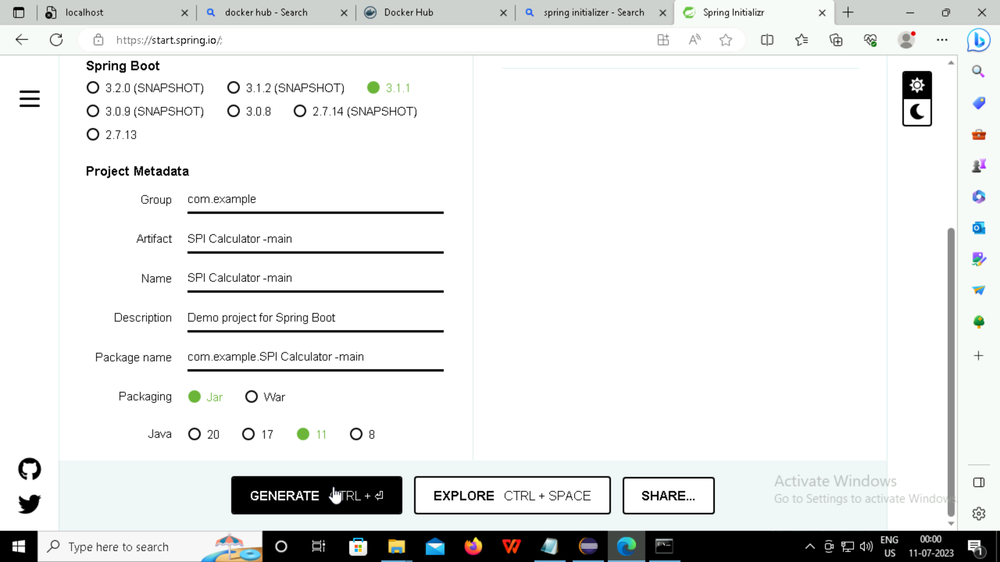 localhost
docker hub - Search
Docker Hub
spring initializer - Search
Spring Initializr
https://start.spring.io/;
Spring Boot
3.2.0 (SNAPSHOT) 3.1.2 (SNAPSHOT) 3.1.1
3.0.9 (SNAPSHOT) 3.0.8 2.7.14 (SNAPSHOT)
2.7.13
Project Metadata
Group com.example
Artifact SPI Calculator -main
Name SPI Calculator -main
Description Demo project for Spring Boot
Package name com.example.SPI Calculator -main
Packaging Jar War
Java 20 17 11 8
GENERATE CTRL + ⏎
EXPLORE CTRL + SPACE
SHARE...
Activate Windows
Go to Settings to activate Windows.
Type here to search
ENG
US
00:00
11-07-2023
1